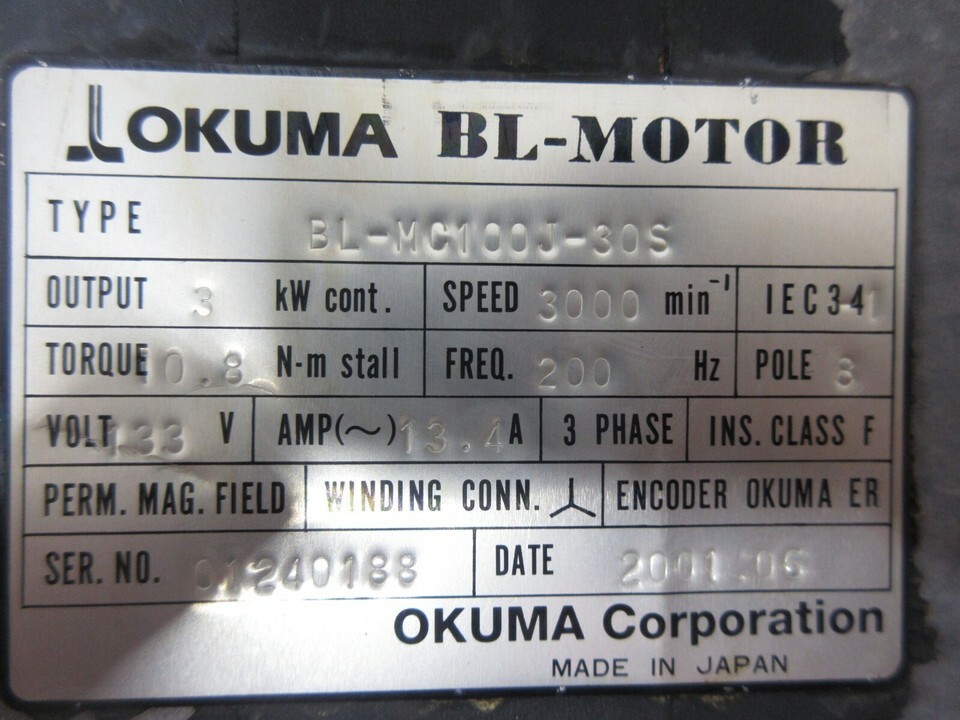 OKUMA BL-MOTOR
TYPE BL-MC100J-30S
OUTPUT 3 kW cont. SPEED 3000 min⁻¹ IEC34 1
TORQUE 10.8 N-m stall FREQ. 200 Hz POLE 8
VOLT 133 V AMP(~) 13.4 A 3 PHASE INS. CLASS F
PERM. MAG. FIELD WINDING CONN. ENCODER OKUMA ER
SER. NO. 01240188 DATE 2001.06
OKUMA Corporation
MADE IN JAPAN